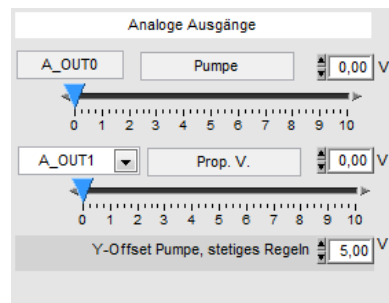 Analoge Ausgänge
A_OUT0 Pumpe 0,00 V
0 1 2 3 4 5 6 7 8 9 10
A_OUT1 Prop. V. 0,00 V
0 1 2 3 4 5 6 7 8 9 10
Y-Offset Pumpe, stetiges Regeln 5,00 V